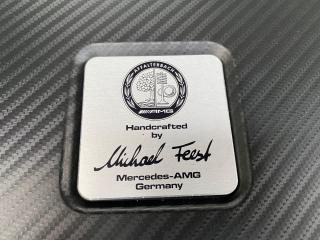 AFFALTERBACH
AMG
Handcrafted
by
Michael Feest
Mercedes-AMG
Germany